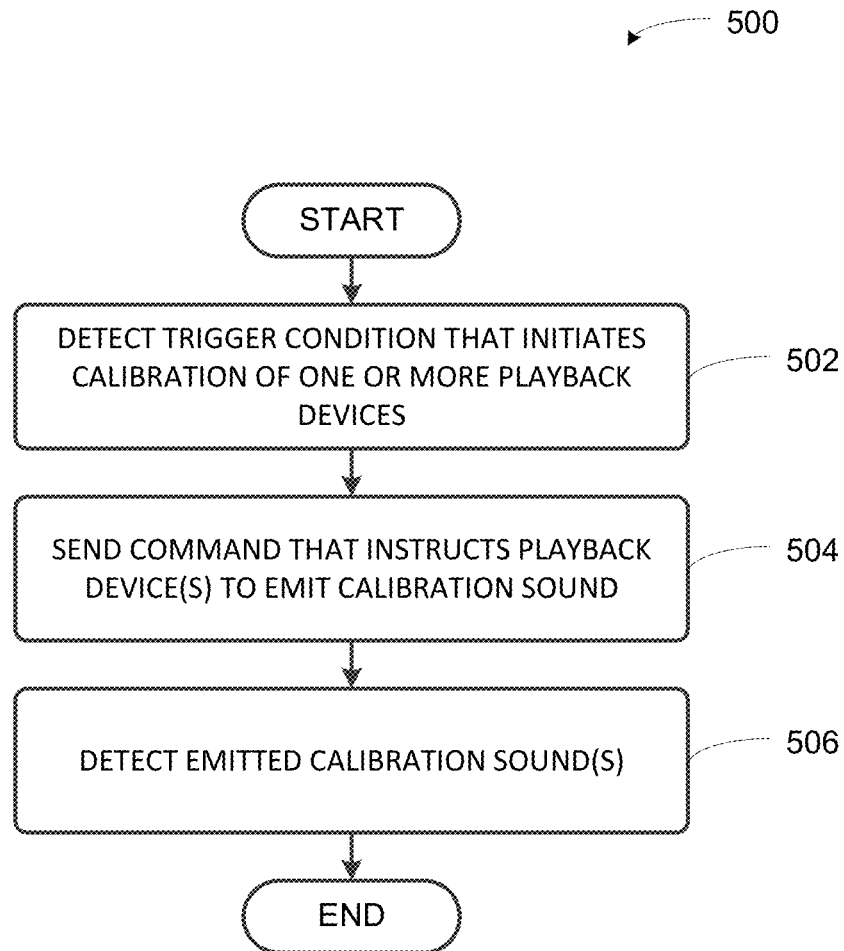 500
START
DETECT TRIGGER CONDITION THAT INITIATES
CALIBRATION OF ONE OR MORE PLAYBACK
DEVICES
502
SEND COMMAND THAT INSTRUCTS PLAYBACK
DEVICE(S) TO EMIT CALIBRATION SOUND
504
DETECT EMITTED CALIBRATION SOUND(S)
506
END